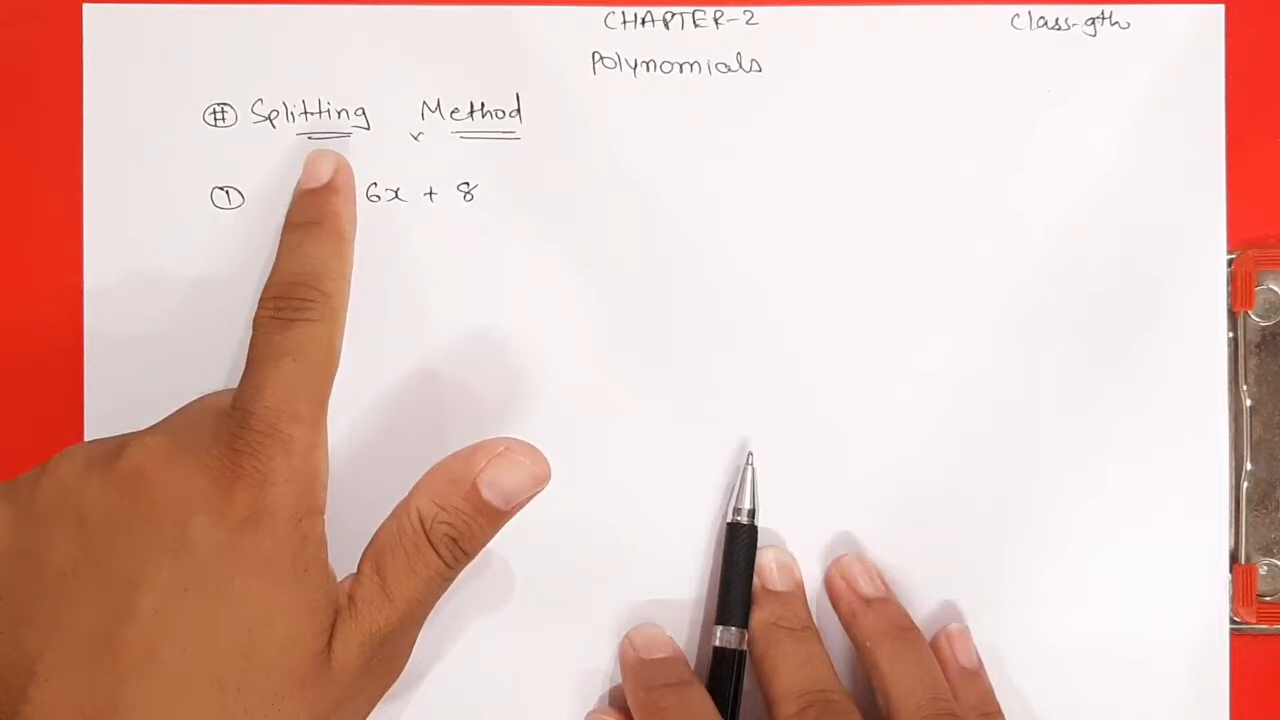 CHAPTER-2
Class-9th
Polynomials
# Splitting Method
1 6x + 8